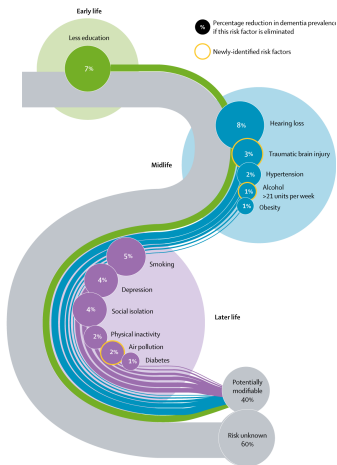 Early life
% Percentage reduction in dementia prevalence
if this risk factor is eliminated
Less education
Newly-identified risk factors
7%
8% Hearing loss
3% Traumatic brain injury
Midlife
2% Hypertension
1% Alcohol
>21 units per week
1% Obesity
5% Smoking
4% Depression
4% Social isolation
Later life
2% Physical inactivity
2% Air pollution
1% Diabetes
Potentially
modifiable
40%
Risk unknown
60%